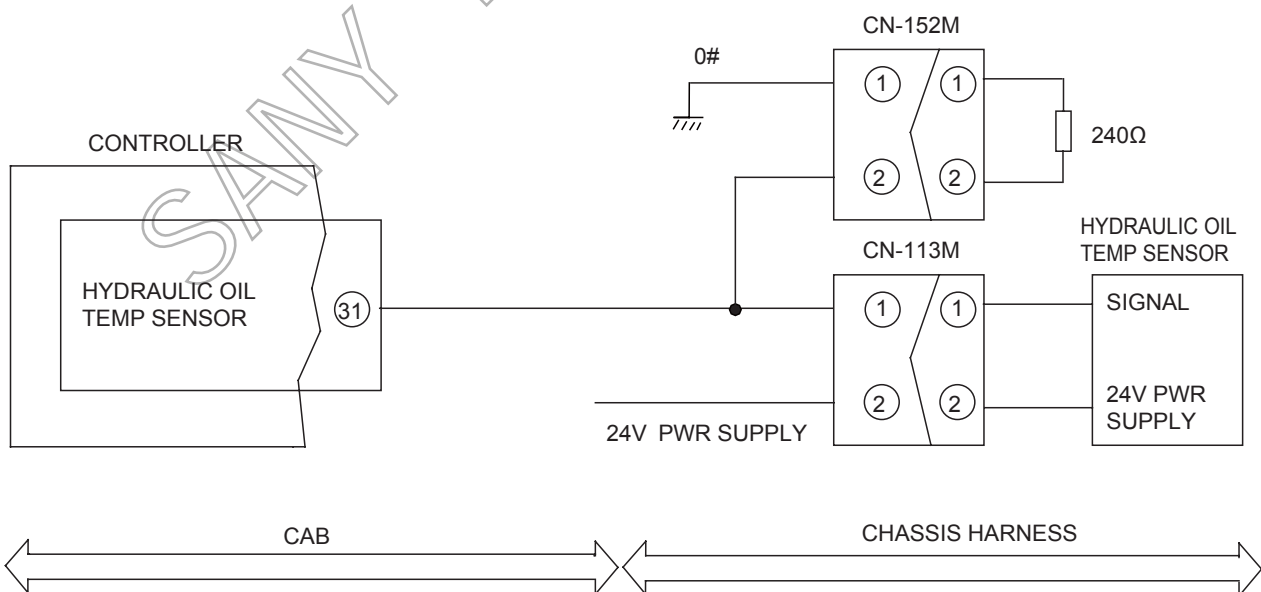 CN-152M
0#
1
1
240Ω
2
2
CONTROLLER
HYDRAULIC OIL
TEMP SENSOR
31
CN-113M
HYDRAULIC OIL
TEMP SENSOR
1
1
SIGNAL
2
2
24V PWR
SUPPLY
24V PWR SUPPLY
CAB
CHASSIS HARNESS
SANY